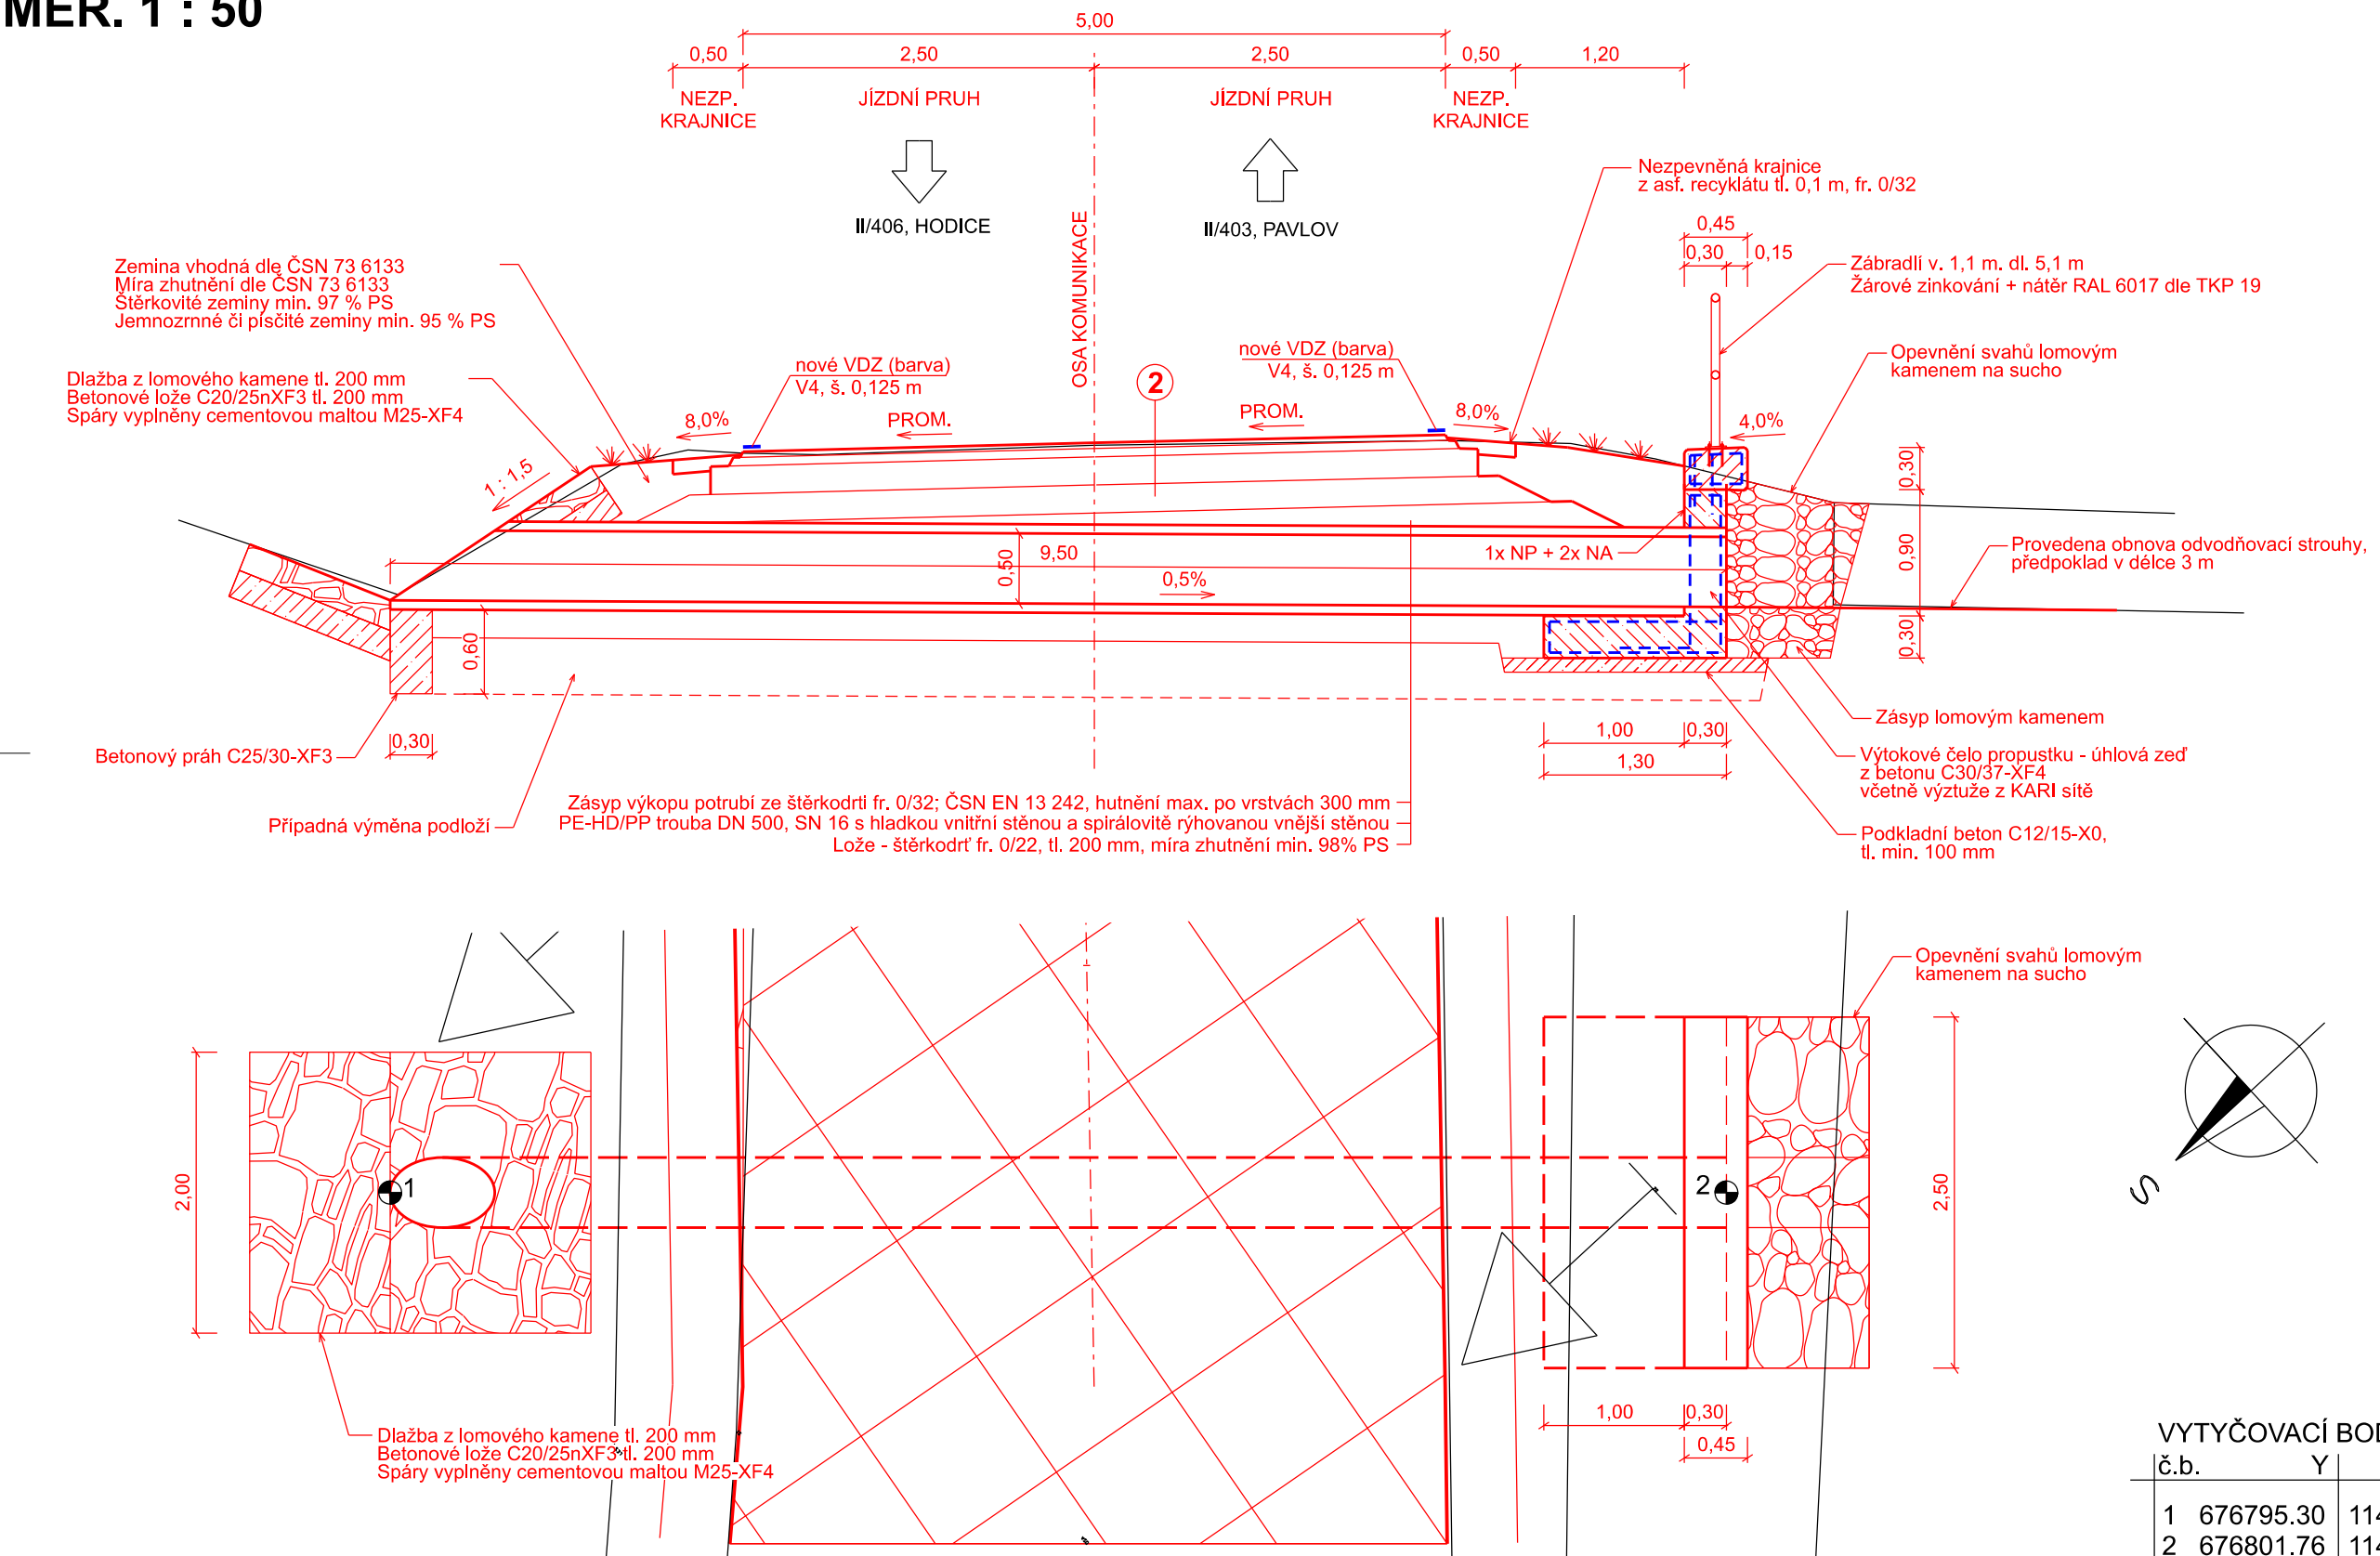 MĚR. 1 : 50
5,00
0,50
2,50
2,50
0,50
1,20
NEZP.
KRAJNICE
JÍZDNÍ PRUH
JÍZDNÍ PRUH
NEZP.
KRAJNICE
II/406, HODICE
II/403, PAVLOV
OSA KOMUNIKACE
Nezpevněná krajnice
z asf. recyklátu tl. 0,1 m, fr. 0/32
0,45
0,30
0,15
Zábradlí v. 1,1 m. dl. 5,1 m
Žárové zinkování + nátěr RAL 6017 dle TKP 19
Zemina vhodná dle ČSN 73 6133
Míra zhutnění dle ČSN 73 6133
Štěrkovité zeminy min. 97 % PS
Jemnozrnné či písčité zeminy min. 95 % PS
Dlažba z lomového kamene tl. 200 mm
Betonové lože C20/25nXF3 tl. 200 mm
Spáry vyplněny cementovou maltou M25-XF4
nové VDZ (barva)
V4, š. 0,125 m
nové VDZ (barva)
V4, š. 0,125 m
2
Opevnění svahů lomovým
kamenem na sucho
8,0%
PROM.
PROM.
8,0%
4,0%
1 : 1,5
0,30
0,50
9,50
0,5%
1x NP + 2x NA
0,90
Provedena obnova odvodňovací strouhy,
předpoklad v délce 3 m
0,60
0,30
Zásyp lomovým kamenem
Betonový práh C25/30-XF3
0,30
1,00
0,30
1,30
Výtokové čelo propustku - úhlová zeď
z betonu C30/37-XF4
včetně výztuže z KARI sítě
Případná výměna podloží
Zásyp výkopu potrubí ze štěrkodrti fr. 0/32; ČSN EN 13 242, hutnění max. po vrstvách 300 mm
PE-HD/PP trouba DN 500, SN 16 s hladkou vnitřní stěnou a spirálovitě rýhovanou vnější stěnou
Lože - štěrkodrť fr. 0/22, tl. 200 mm, míra zhutnění min. 98% PS
Podkladní beton C12/15-X0,
tl. min. 100 mm
Opevnění svahů lomovým
kamenem na sucho
2,00
1
2
2,50
S
Dlažba z lomového kamene tl. 200 mm
Betonové lože C20/25nXF3 tl. 200 mm
Spáry vyplněny cementovou maltou M25-XF4
1,00
0,30
0,45
VYTYČOVACÍ BOD
č.b. Y
1 676795.30 114
2 676801.76 114